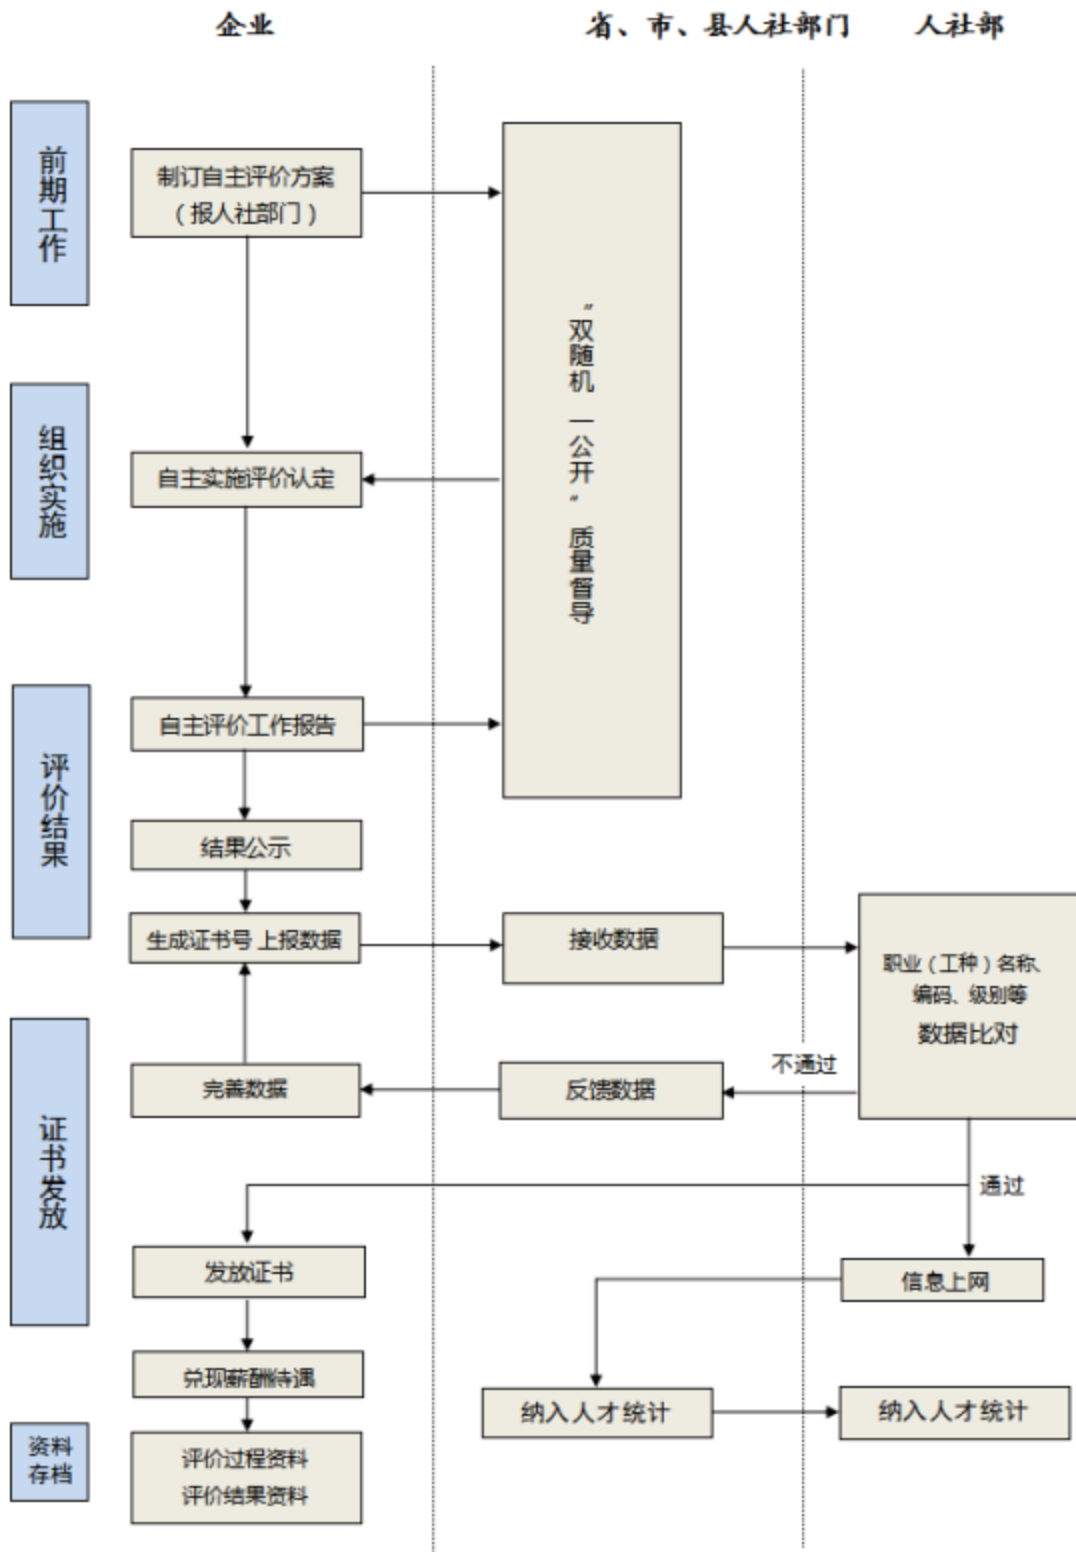 企业
省、市、县人社部门
人社部
前期工作
制订自主评价方案
（报人社部门）
“双随机 一公开”质量督导
组织实施
自主实施评价认定
评价结果
自主评价工作报告
结果公示
生成证书号 上报数据
接收数据
职业（工种）名称、
编码、级别等
数据比对
不通过
证书发放
完善数据
反馈数据
通过
发放证书
信息上网
兑现薪酬待遇
纳入人才统计
纳入人才统计
资料
存档
评价过程资料
评价结果资料